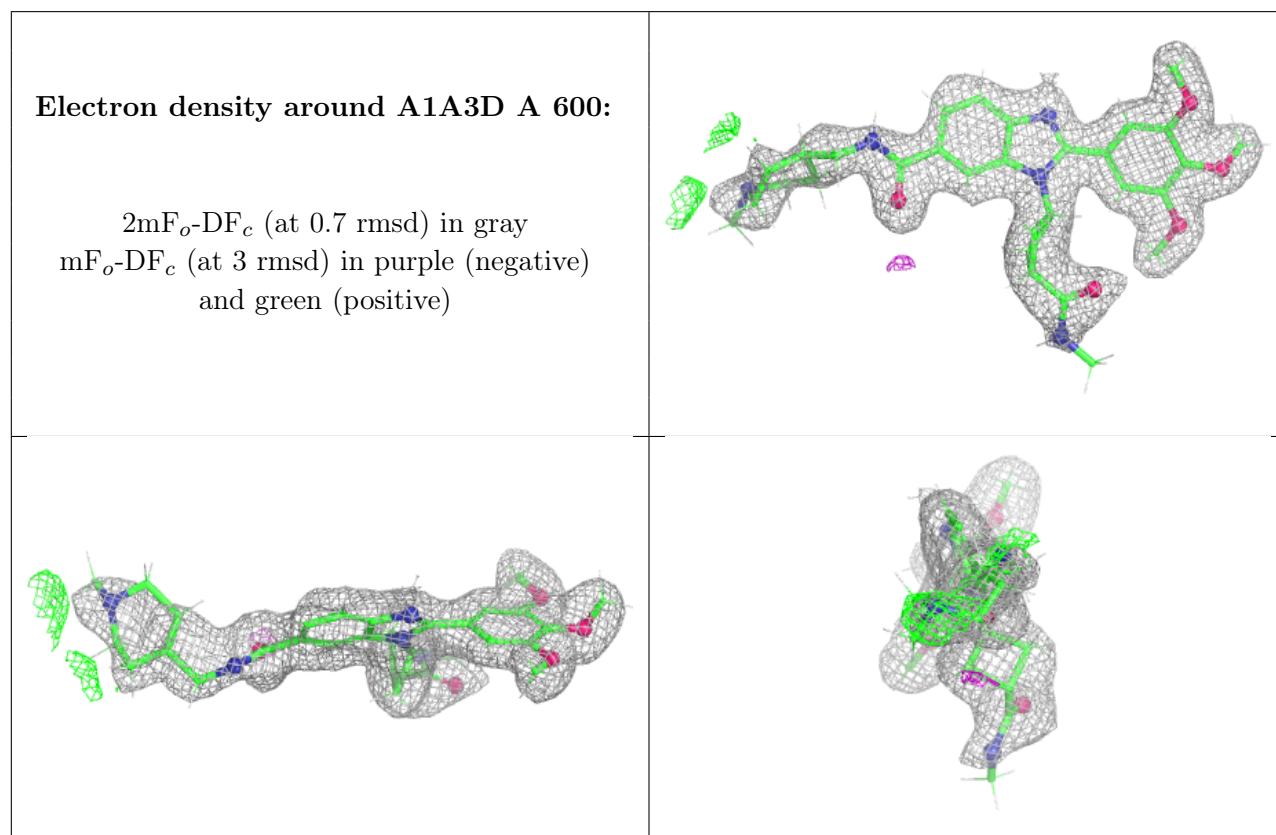 Electron density around A1A3D A 600:
2mFo-DFc (at 0.7 rmsd) in gray
mFo-DFc (at 3 rmsd) in purple (negative)
and green (positive)